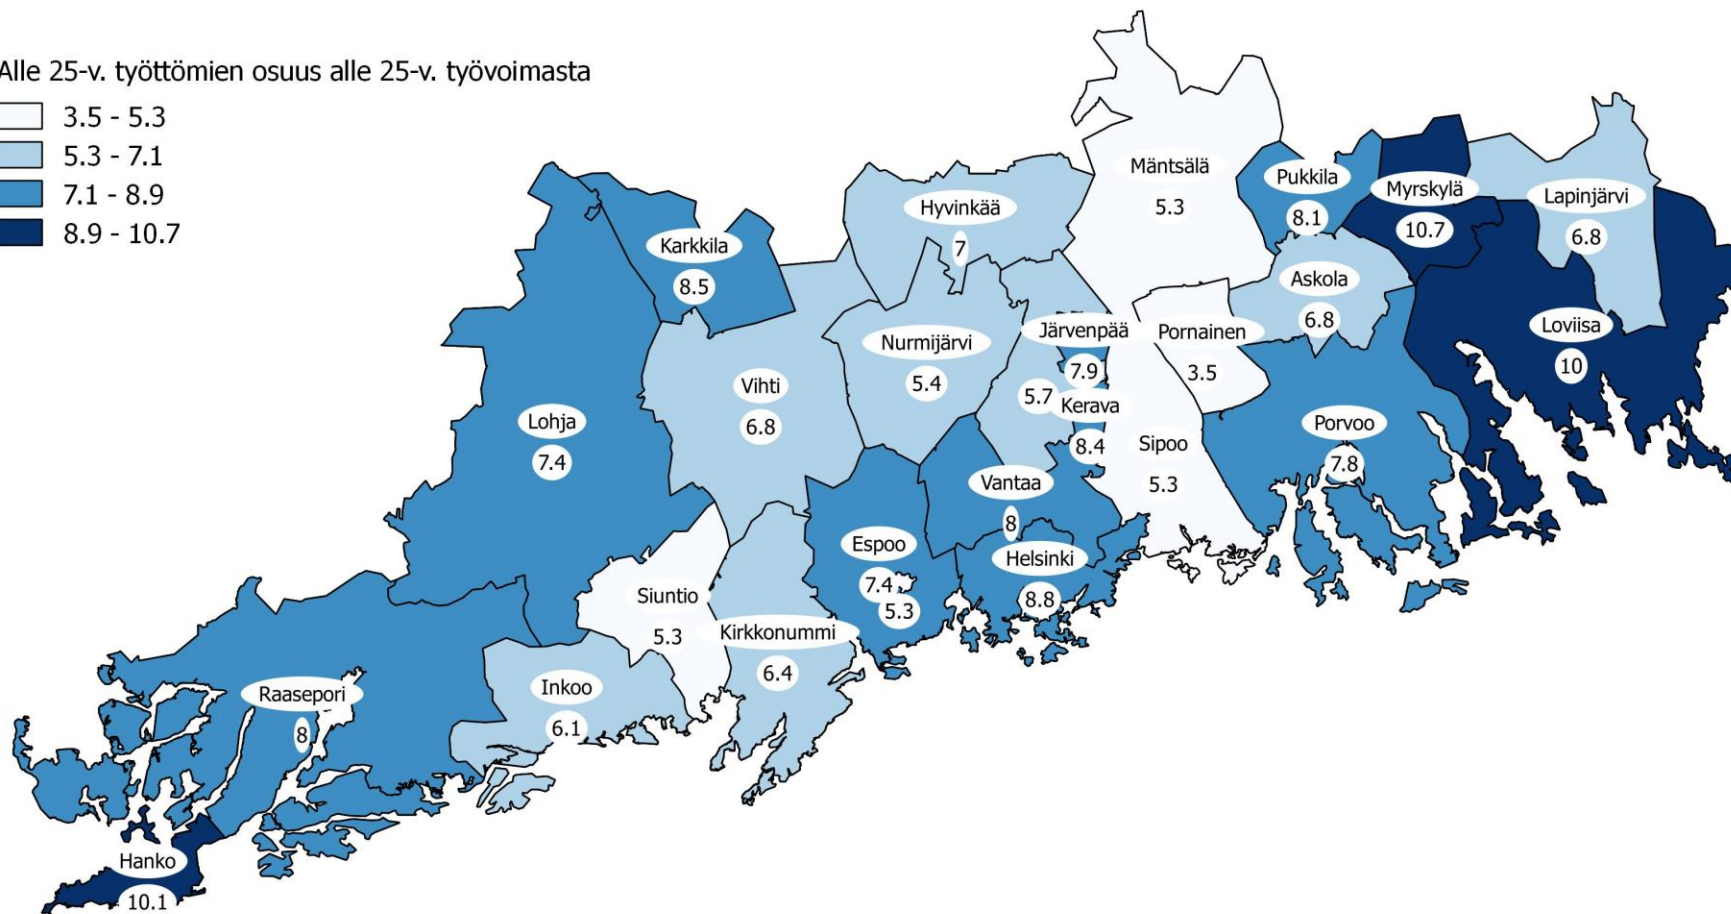 Alle 25-v. työttömien osuus alle 25-v. työvoimasta
3.5 - 5.3
5.3 - 7.1
7.1 - 8.9
8.9 - 10.7
Mäntsälä
5.3
Pukkila
8.1
Myrskylä
10.7
Lapinjärvi
6.8
Hyvinkää
7
Karkkila
8.5
Askola
6.8
Loviisa
10
Järvenpää
7.9
Pornainen
3.5
Nurmijärvi
5.4
Vihti
6.8
5.7
Kerava
8.4
Lohja
7.4
Porvoo
7.8
Sipoo
5.3
Vantaa
8
Espoo
7.4
5.3
Helsinki
8.8
Siuntio
5.3
Kirkkonummi
6.4
Inkoo
6.1
Raasepori
8
Hanko
10.1